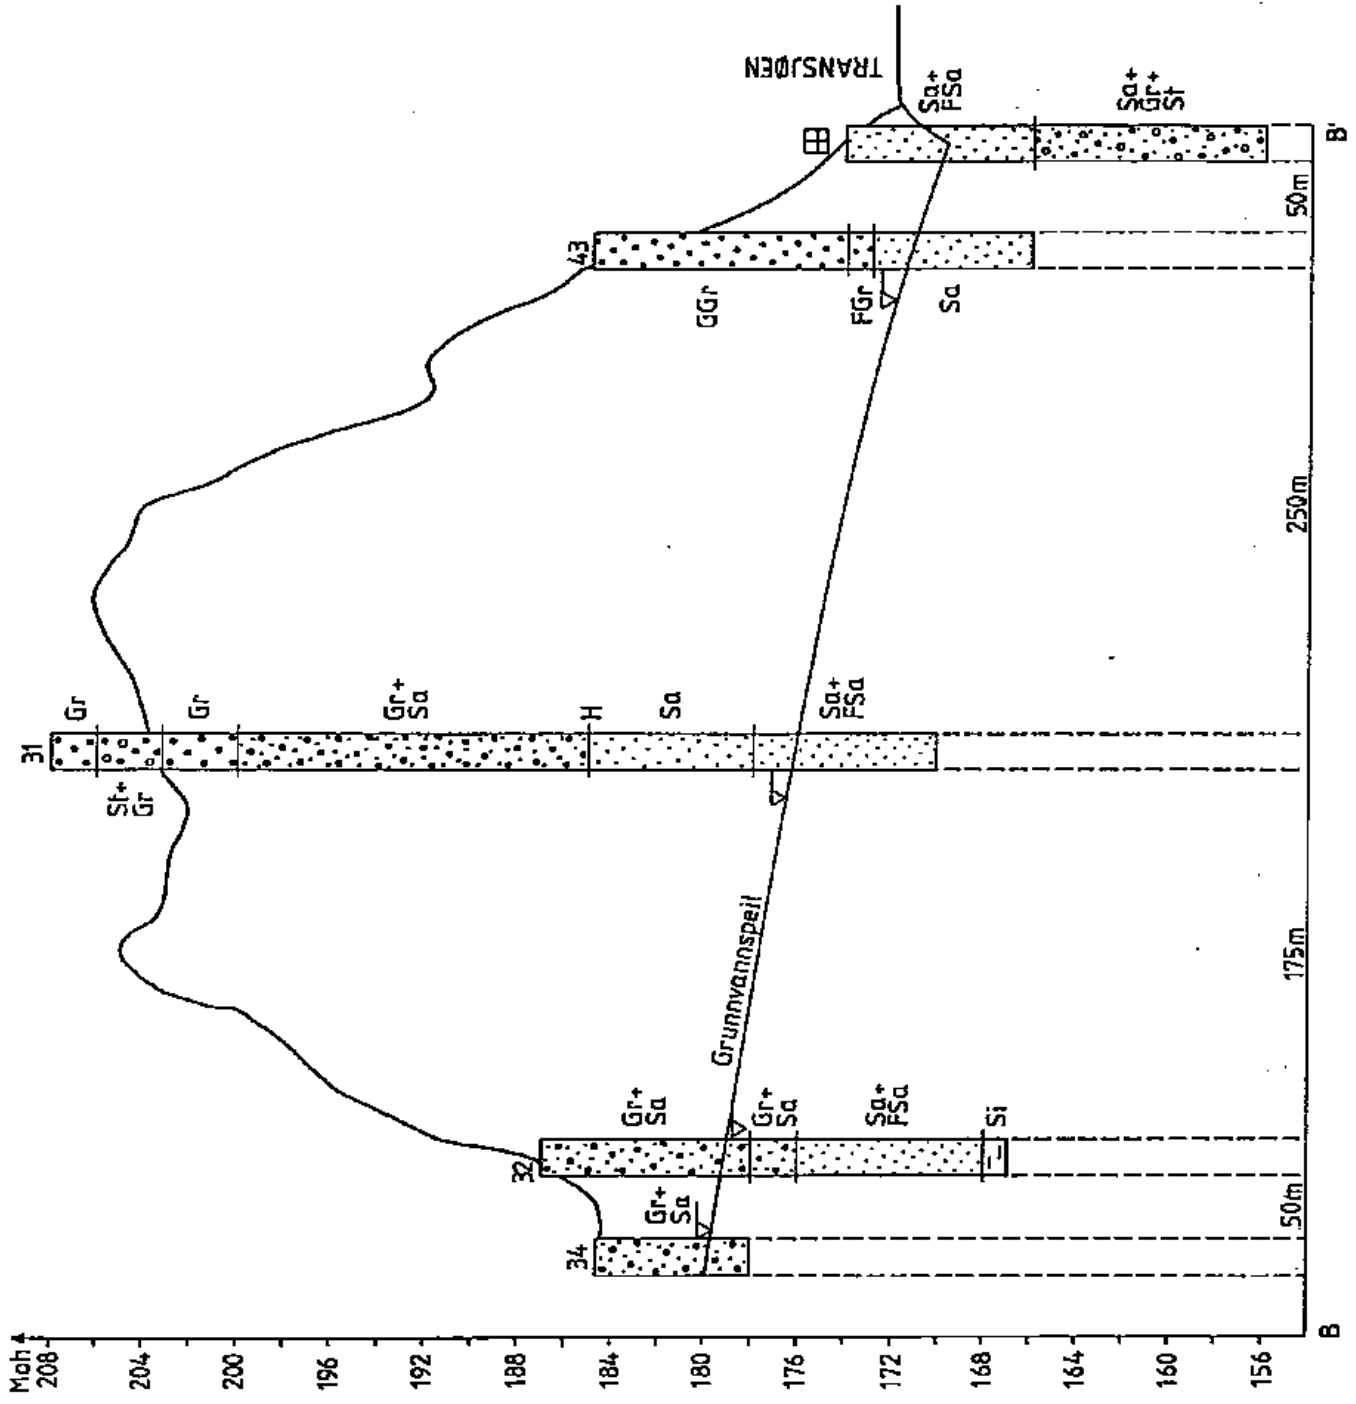 Moh
208
204
200
196
192
188
184
180
176
172
168
164
160
156
34
Gr+
Sa
32
Gr+
Sa
Gr+
Sa
Sa+
FSa
Si
Grunnvannspeil
31
Gr
St+
Gr
Gr
Gr+
Sa
H
Sa
Sa+
FSa
43
GGr
FGr
Sa
TRANSJØEN
Sa+
FSa
Sa+
Gr+
St
50m
175m
250m
50m
B
B'